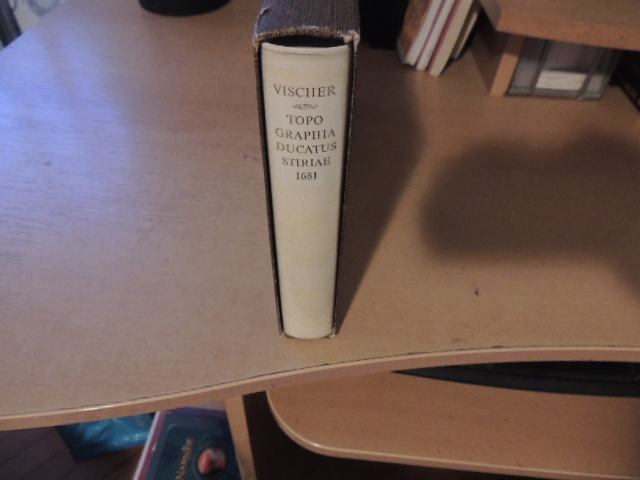 VISCHER
TOPO
GRAPHIA
DUCATUS
STIRIAE
1681